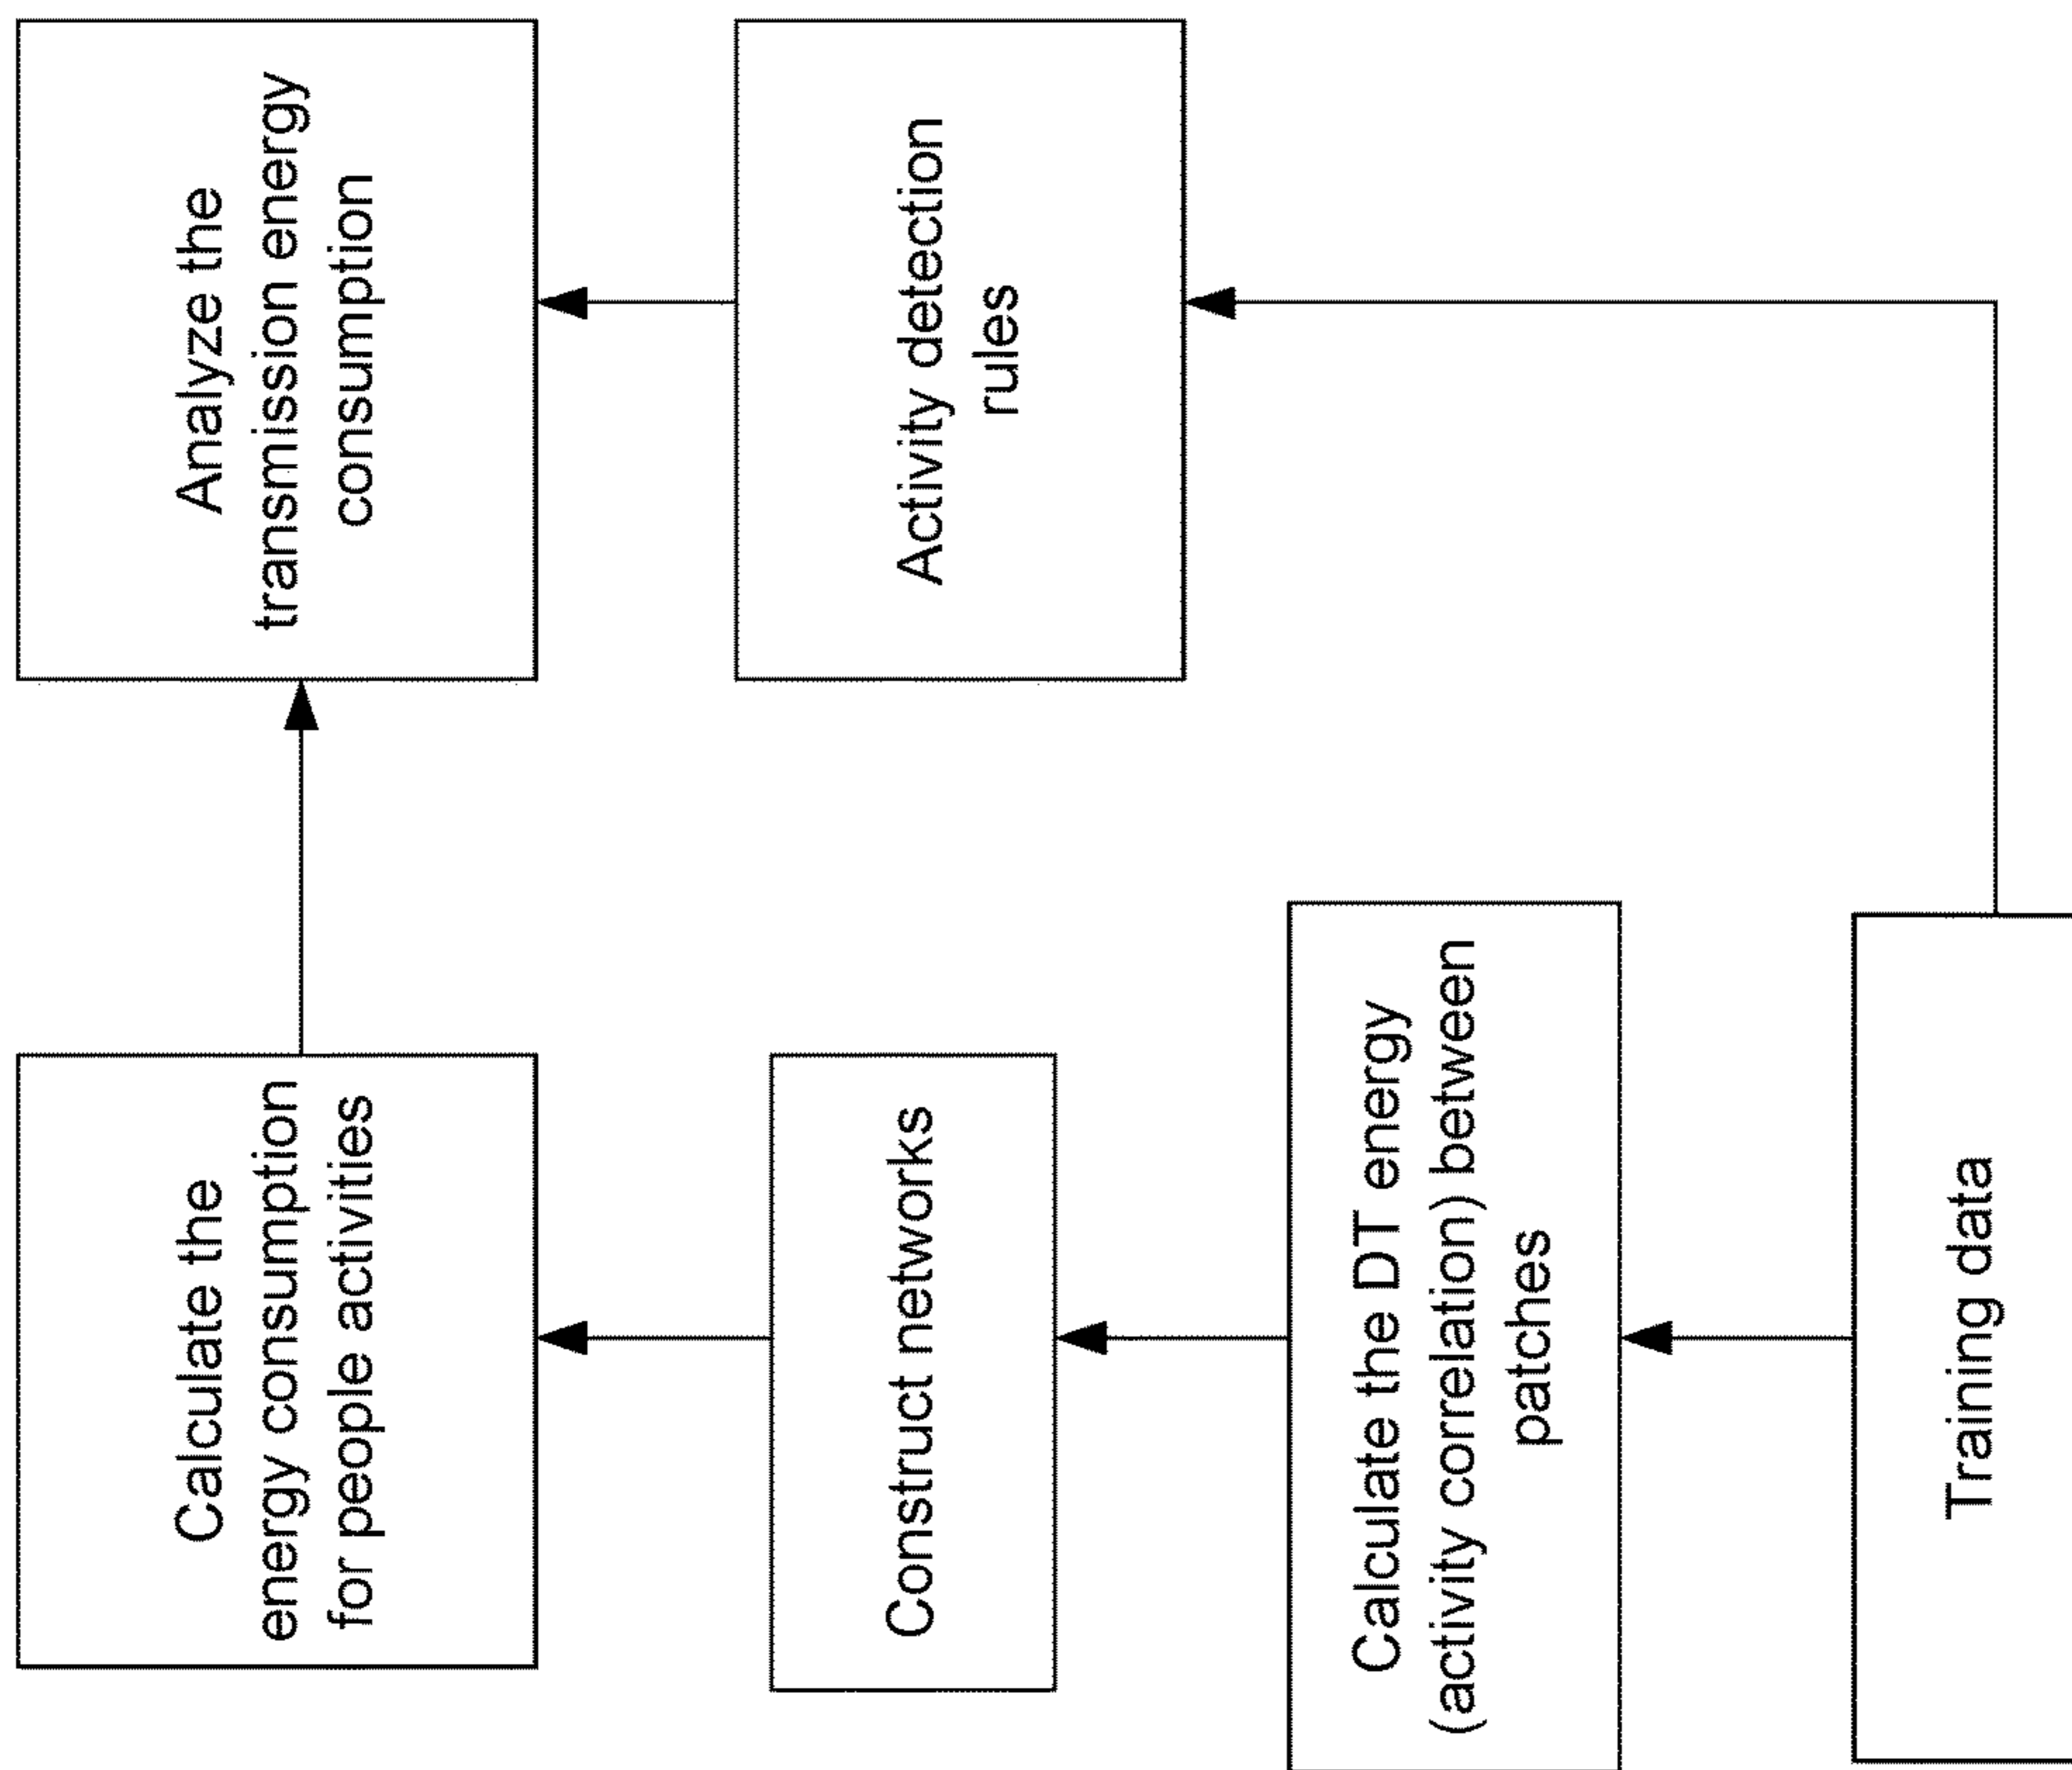 Calculate the
energy consumption
for people activities
Analyze the
transmission energy
consumption
Construct networks
Activity detection
rules
Calculate the DT energy
(activity correlation) between
patches
Training data